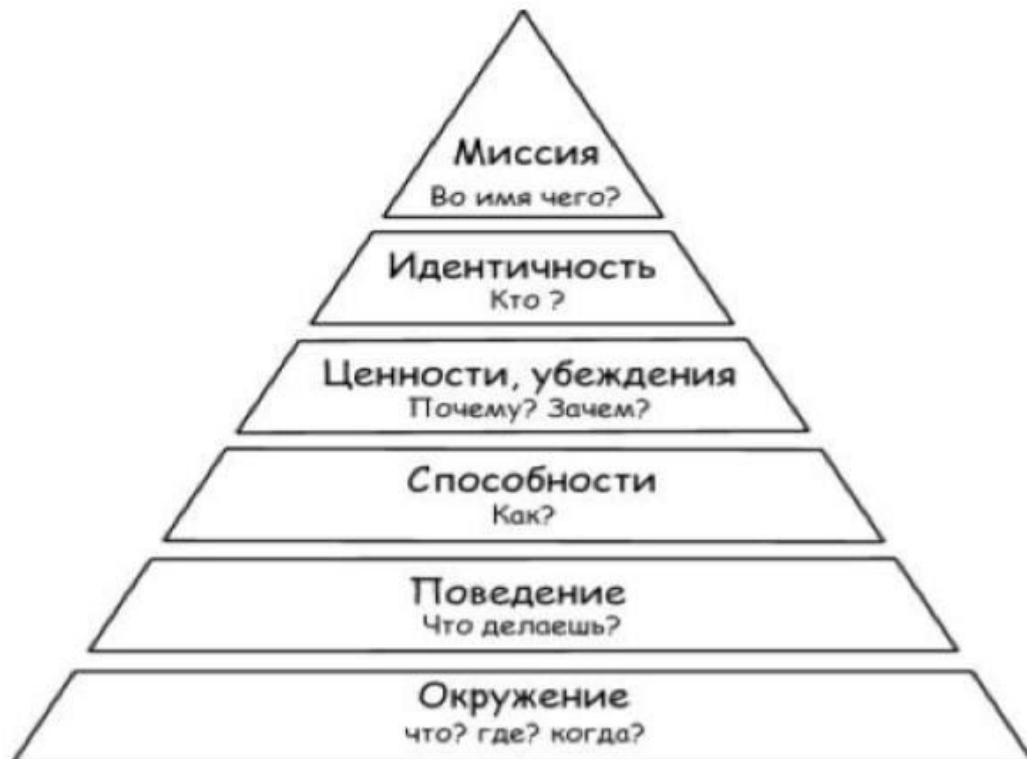 Миссия
Во имя чего?
Идентичность
Кто ?
Ценности, убеждения
Почему? Зачем?
Способности
Как?
Поведение
Что делаешь?
Окружение
что? где? когда?